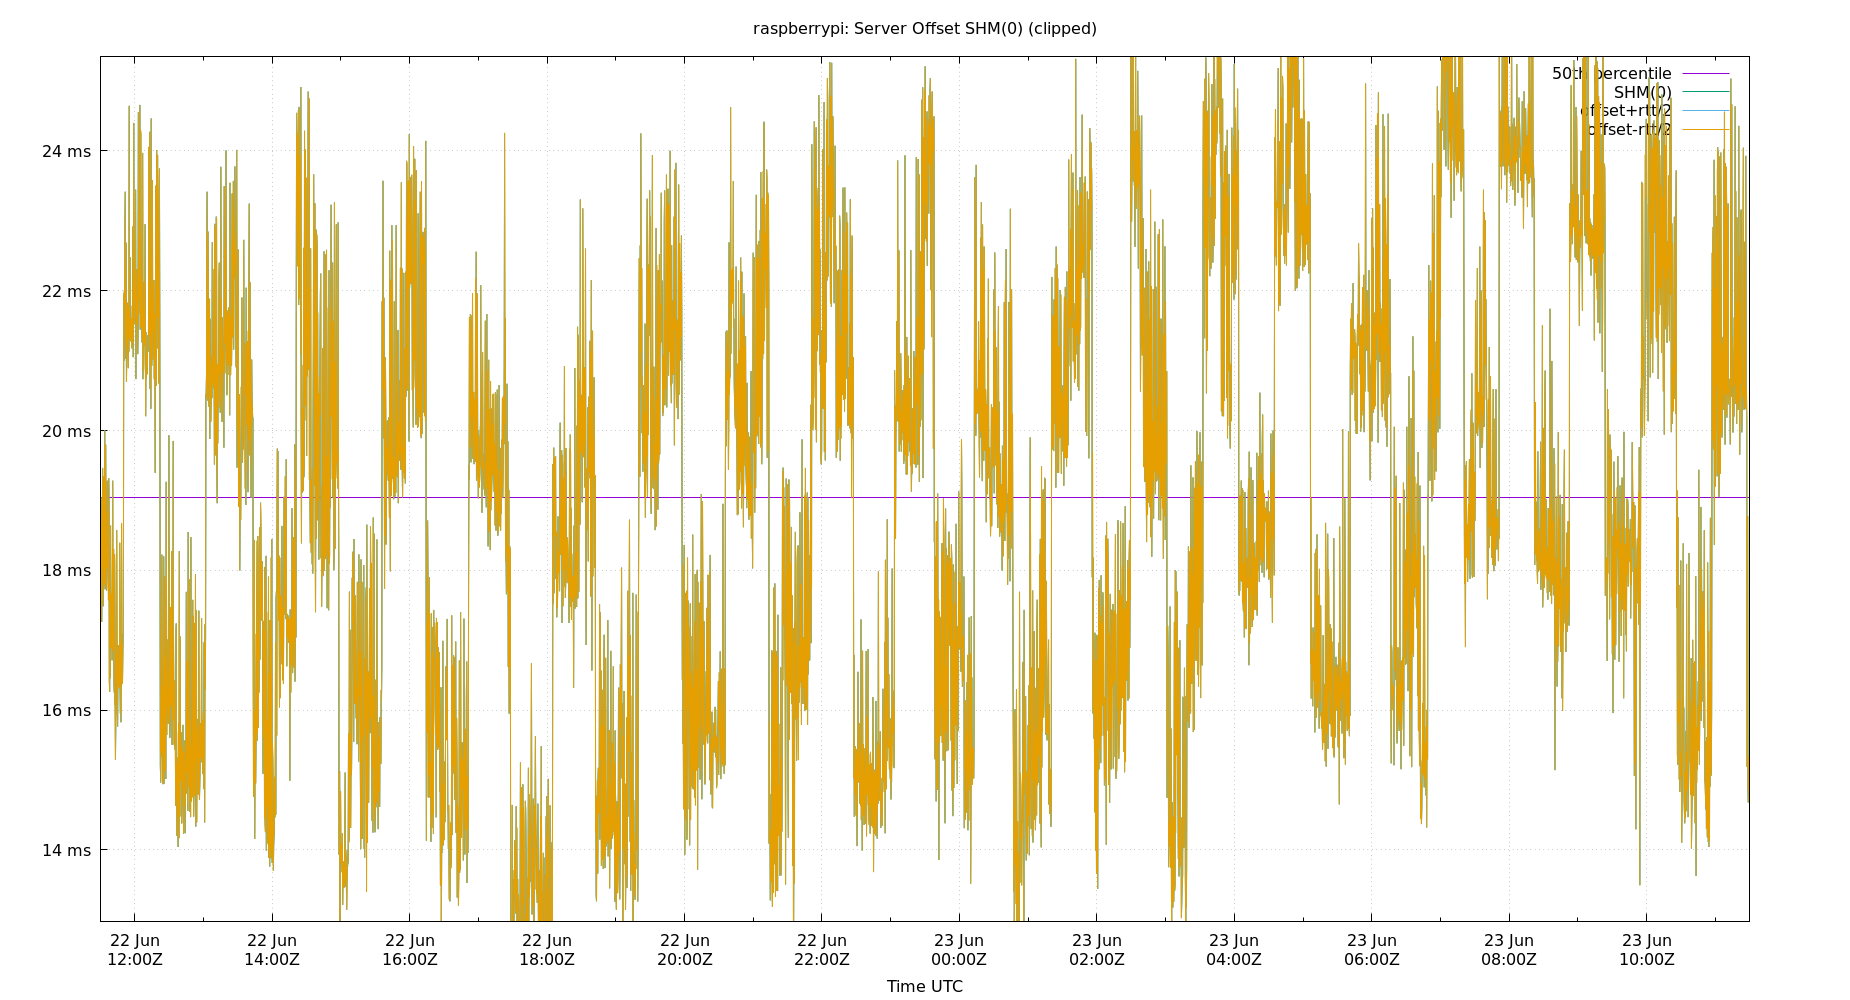 raspberrypi: Server Offset SHM(0) (clipped)
50th percentile
SHM(0)
offset+rtt/2
offset-rtt/2
24 ms
22 ms
20 ms
18 ms
16 ms
14 ms
22 Jun 22 Jun 22 Jun 22 Jun 22 Jun 22 Jun 23 Jun 23 Jun 23 Jun 23 Jun 23 Jun 23 Jun
12:00Z 14:00Z 16:00Z 18:00Z 20:00Z 22:00Z 00:00Z 02:00Z 04:00Z 06:00Z 08:00Z 10:00Z
Time UTC